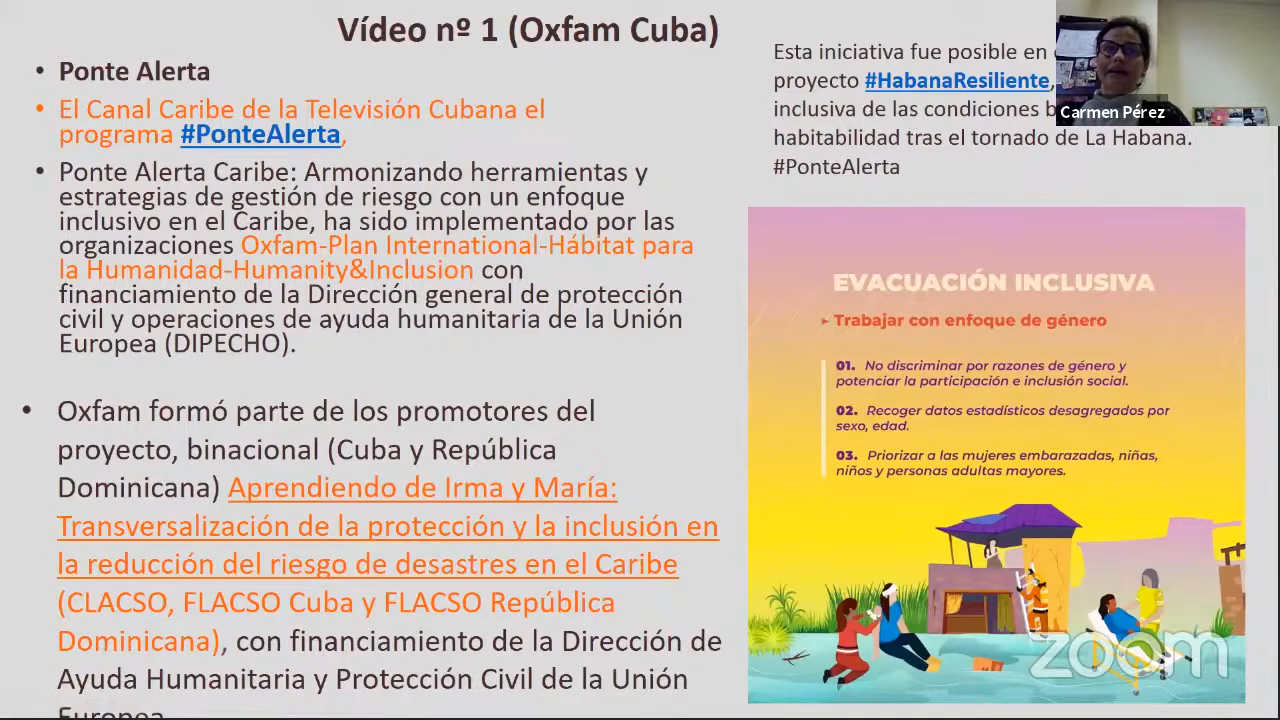 Vídeo nº 1 (Oxfam Cuba)
• Ponte Alerta
• El Canal Caribe de la Televisión Cubana el
programa #PonteAlerta,
• Ponte Alerta Caribe: Armonizando herramientas y
estrategias de gestión de riesgo con un enfoque
inclusivo en el Caribe, ha sido implementado por las
organizaciones Oxfam-Plan International-Hábitat para
la Humanidad-Humanity&Inclusion con
financiamiento de la Dirección general de protección
civil y operaciones de ayuda humanitaria de la Unión
Europea (DIPECHO).
• Oxfam formó parte de los promotores del
proyecto, binacional (Cuba y República
Dominicana) Aprendiendo de Irma y María:
Transversalización de la protección y la inclusión en
la reducción del riesgo de desastres en el Caribe
(CLACSO, FLACSO Cuba y FLACSO República
Dominicana), con financiamiento de la Dirección de
Ayuda Humanitaria y Protección Civil de la Unión
Europea
Esta iniciativa fue posible en
proyecto #HabanaResiliente,
inclusiva de las condiciones
habitabilidad tras el tornado de La Habana.
#PonteAlerta
Carmen Pérez
EVACUACIÓN INCLUSIVA
▸ Trabajar con enfoque de género
01. No discriminar por razones de género y
potenciar la participación e inclusión social.
02. Recoger datos estadísticos desagregados por
sexo, edad.
03. Priorizar a las mujeres embarazadas, niñas,
niños y personas adultas mayores.
zoom